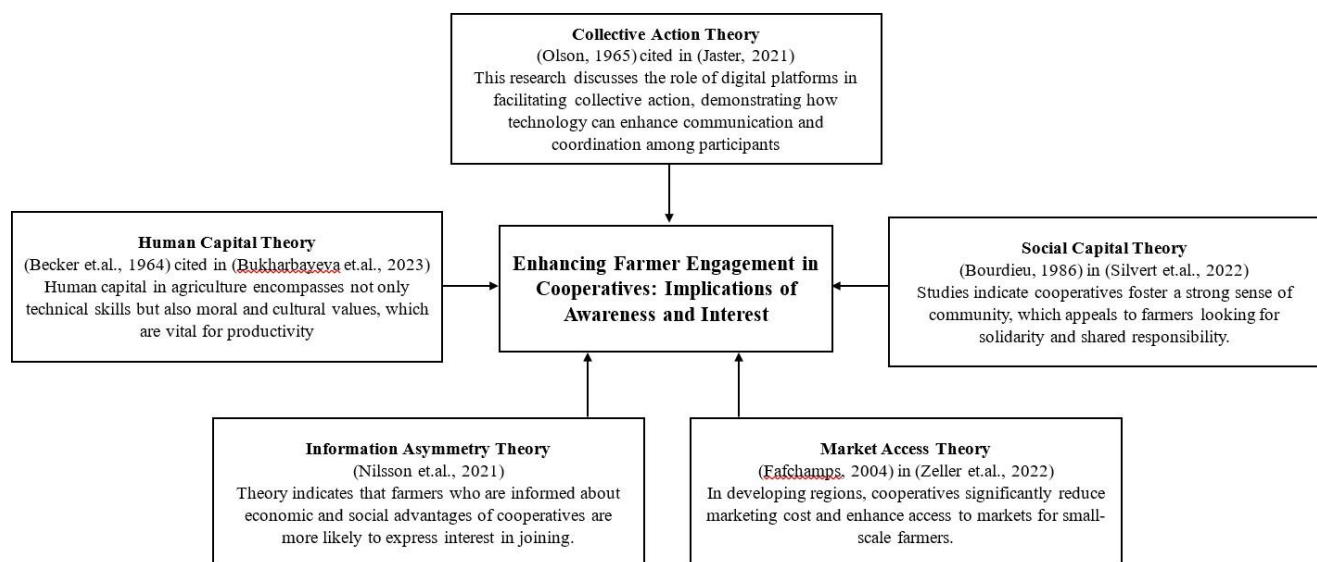 Collective Action Theory
(Olson, 1965) cited in (Jaster, 2021)
This research discusses the role of digital platforms in
facilitating collective action, demonstrating how
technology can enhance communication and
coordination among participants
Human Capital Theory
(Becker et.al., 1964) cited in (Bukharbayeva et.al., 2023)
Human capital in agriculture encompasses not only
technical skills but also moral and cultural values, which
are vital for productivity
Enhancing Farmer Engagement in
Cooperatives: Implications of
Awareness and Interest
Social Capital Theory
(Bourdieu, 1986) in (Silvert et.al., 2022)
Studies indicate cooperatives foster a strong sense of
community, which appeals to farmers looking for
solidarity and shared responsibility.
Information Asymmetry Theory
(Nilsson et.al., 2021)
Theory indicates that farmers who are informed about
economic and social advantages of cooperatives are
more likely to express interest in joining.
Market Access Theory
(Fafchamps, 2004) in (Zeller et.al., 2022)
In developing regions, cooperatives significantly reduce
marketing cost and enhance access to markets for small-
scale farmers.